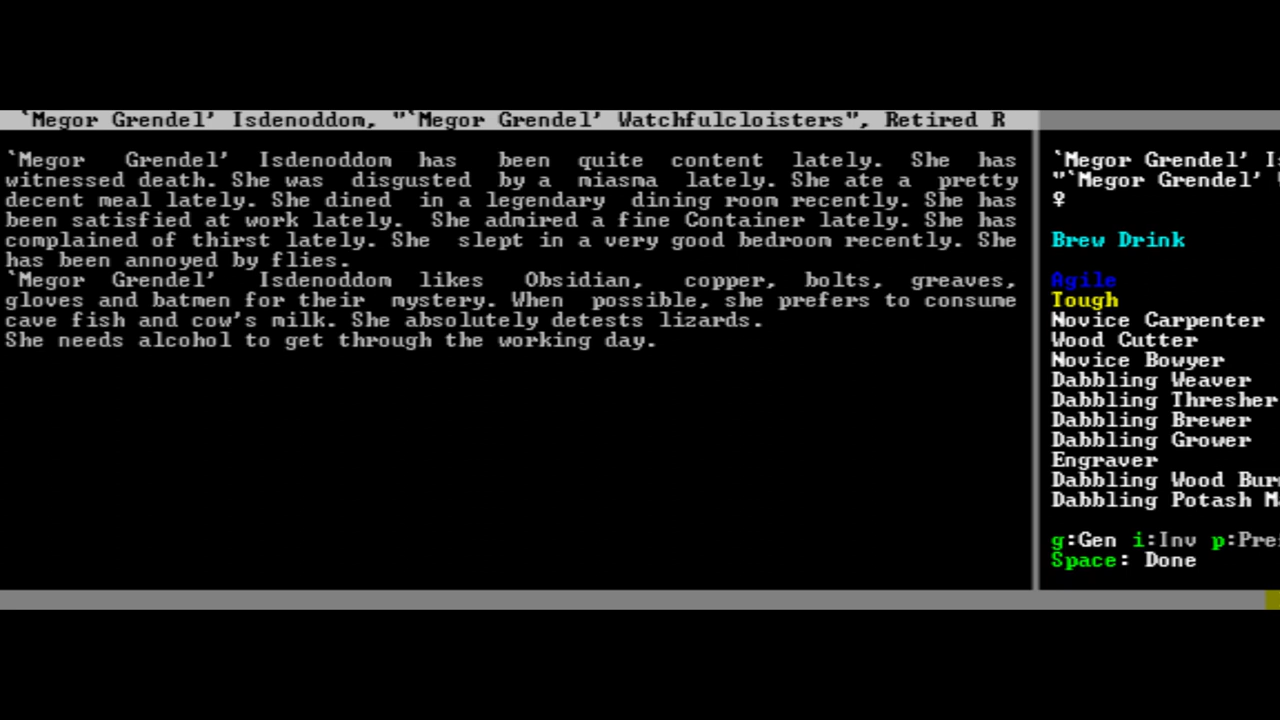 `Megor Grendel' Isdenoddom, "`Megor Grendel' Watchfulcloisters", Retired R
`Megor Grendel' Isdenoddom has been quite content lately. She has
witnessed death. She was disgusted by a miasma lately. She ate a pretty
decent meal lately. She dined in a legendary dining room recently. She has
been satisfied at work lately. She admired a fine Container lately. She has
complained of thirst lately. She slept in a very good bedroom recently. She
has been annoyed by flies.
`Megor Grendel' Isdenoddom likes Obsidian, copper, bolts, greaves,
gloves and batmen for their mystery. When possible, she prefers to consume
cave fish and cow's milk. She absolutely detests lizards.
She needs alcohol to get through the working day.
`Megor Grendel' I
"`Megor Grendel'
♀
Brew Drink
Agile
Tough
Novice Carpenter
Wood Cutter
Novice Bowyer
Dabbling Weaver
Dabbling Thresher
Dabbling Brewer
Dabbling Grower
Engraver
Dabbling Wood Bur
Dabbling Potash M
g:Gen i:Inv p:Pre
Space: Done